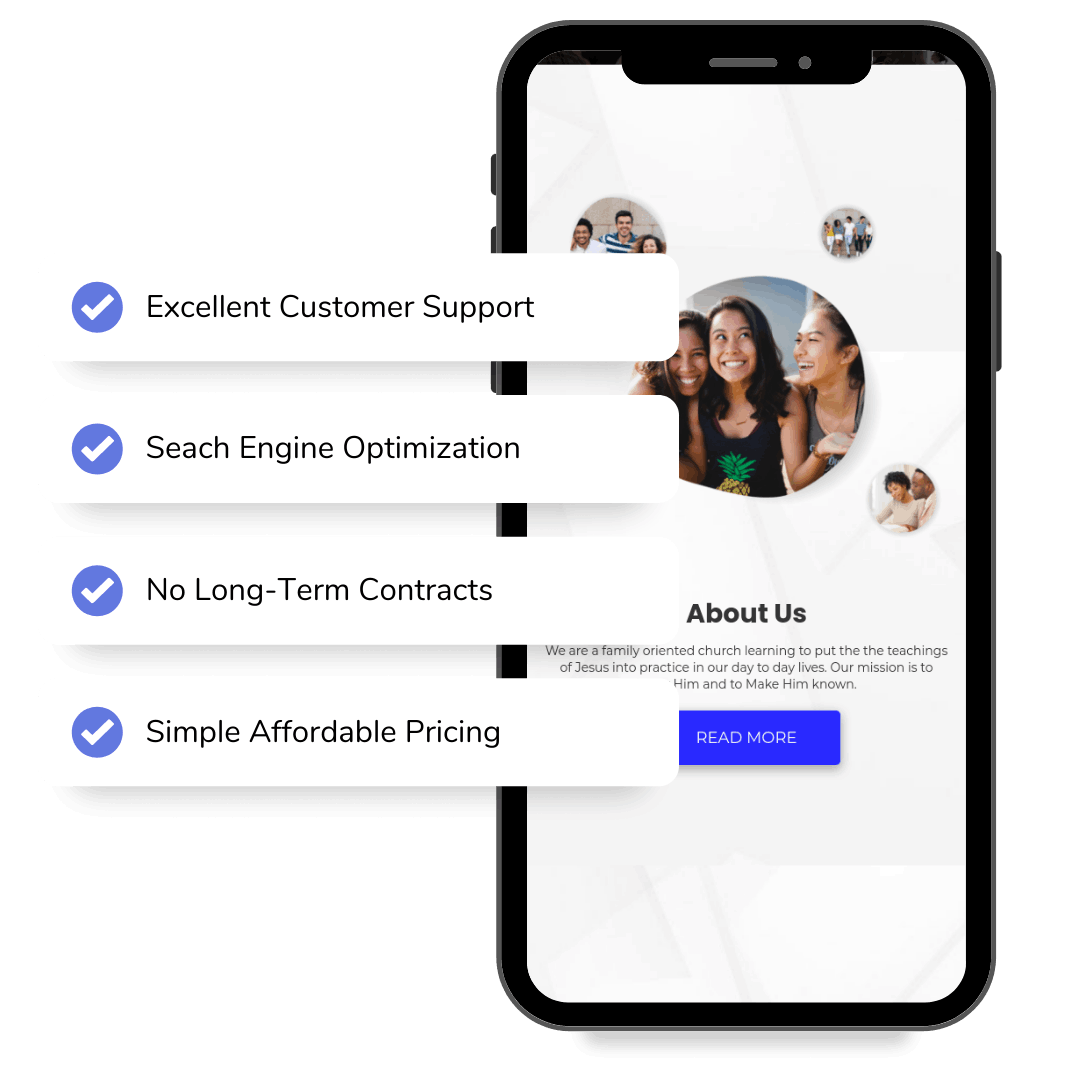 Excellent Customer Support
Seach Engine Optimization
No Long-Term Contracts
Simple Affordable Pricing
About Us
We are a family oriented church learning to put the the teachings
of Jesus into practice in our day to day lives. Our mission is to
Him and to Make Him known.
READ MORE